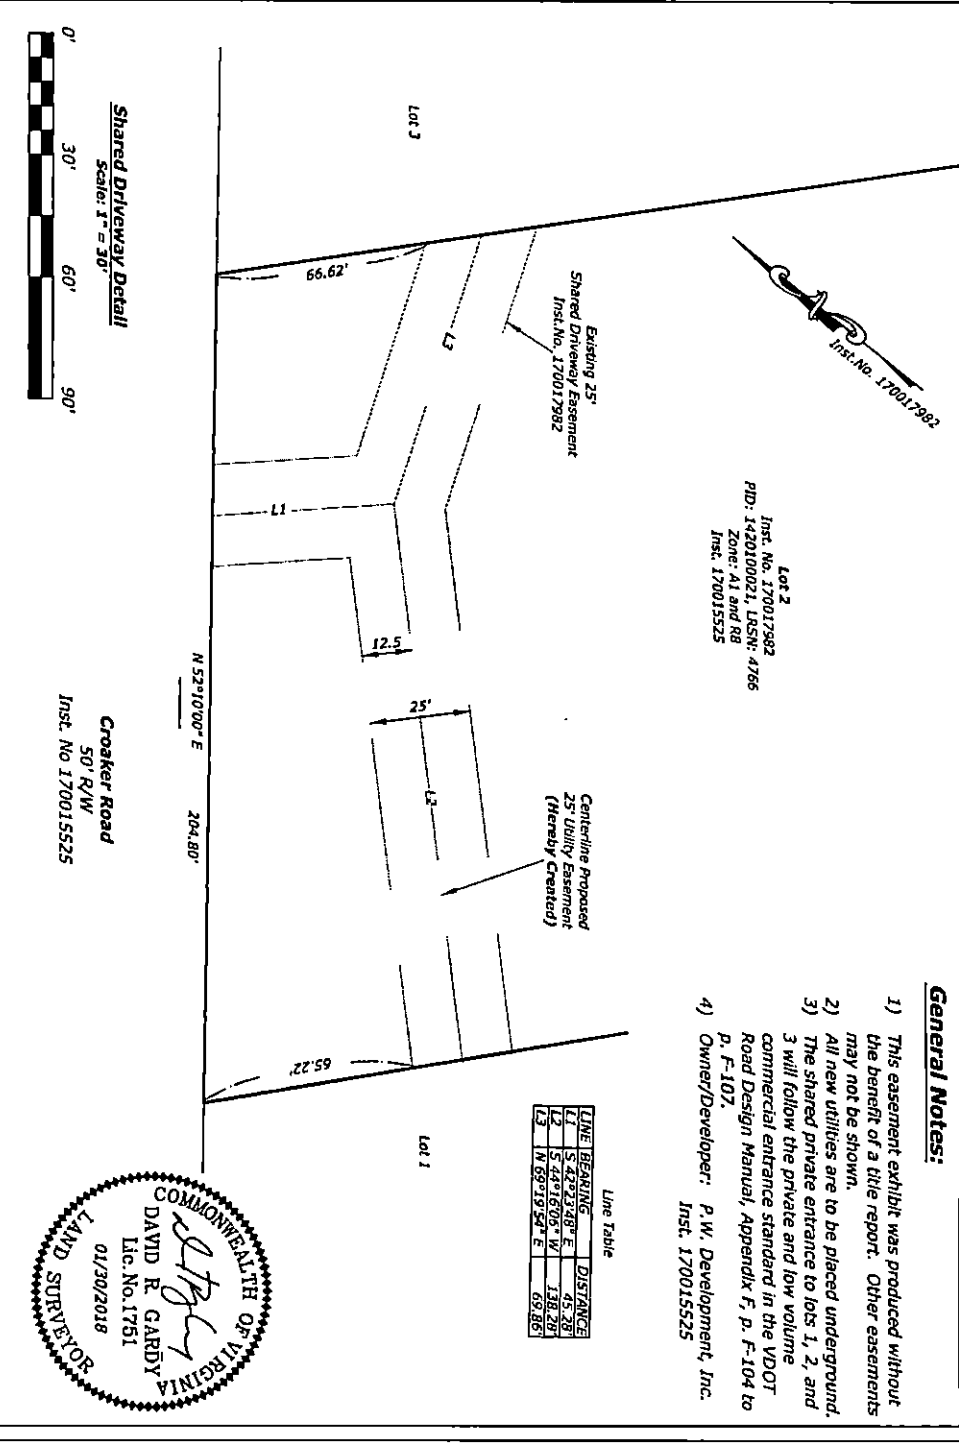 General Notes:
1) This easement exhibit was produced without
the benefit of a title report. Other easements
may not be shown.
2) All new utilities are to be placed underground.
3) The shared private entrance to lots 1, 2, and
3 will follow the private and low volume
commercial entrance standard in the VDOT
Road Design Manual, Appendix F, p. F-104 to
p. F-107.
4) Owner/Developer: P.W. Development, Inc.
Inst. 170015525
Inst.No. 170017982
Lot 2
Inst. No. 170017982
PID: 1420100021, LRSN: 4766
Zone: A1 and R8
Inst. 170015525
Line Table
LINE BEARING DISTANCE
L1 S 42°23'48" E 45.28'
L2 S 44°16'06" W 138.28'
L3 N 69°19'54" E 69.86'
Existing 25'
Shared Driveway Easement
Inst.No. 170017982
Centerline Proposed
25' Utility Easement
(Hereby Created)
Lot 3
Lot 1
L3
66.62'
L1
12.5
25'
L2
65.22'
N 52°10'00" E 204.80'
Croaker Road
50' R/W
Inst. No 170015525
Shared Driveway Detail
Scale: 1" = 30'
0' 30' 60' 90'
COMMONWEALTH OF VIRGINIA
DAVID R. GARDY
Lic. No. 1751
01/30/2018
LAND SURVEYOR